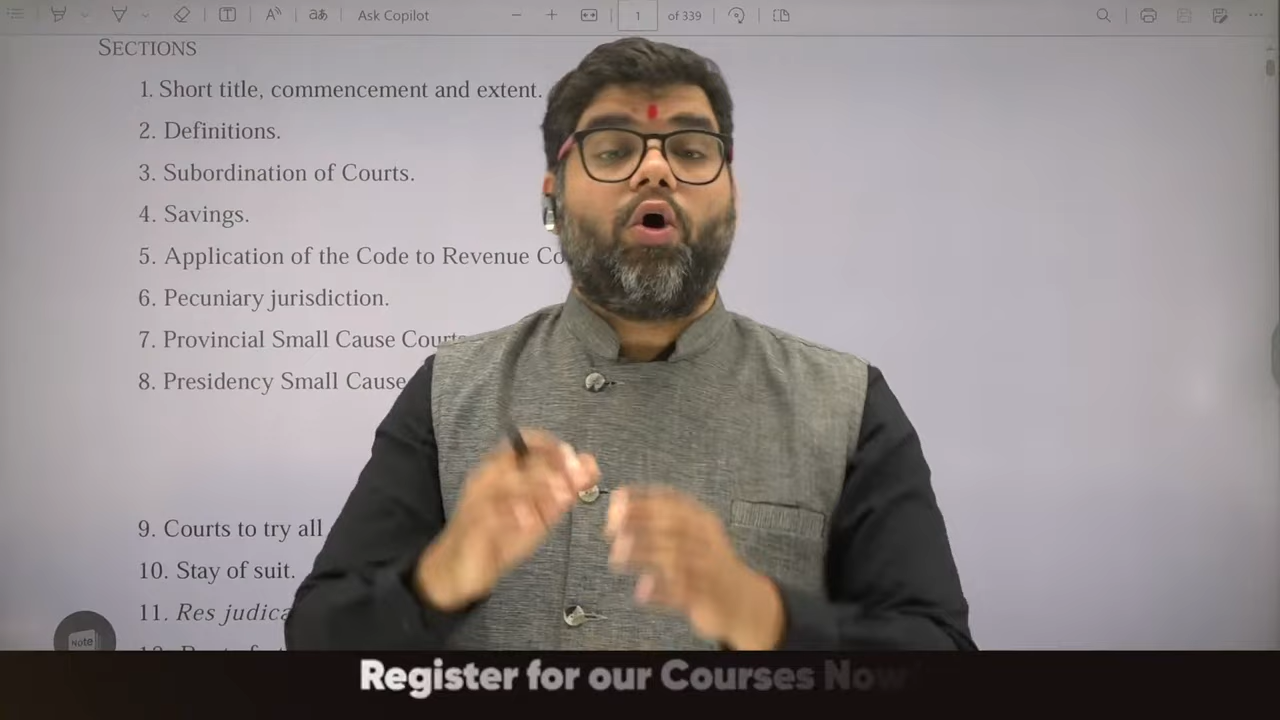 Ask Copilot
1 of 339
SECTIONS
1. Short title, commencement and extent.
2. Definitions.
3. Subordination of Courts.
4. Savings.
5. Application of the Code to Revenue Co
6. Pecuniary jurisdiction.
7. Provincial Small Cause Courts
8. Presidency Small Cause
9. Courts to try all
10. Stay of suit.
11. Res judica
Note
Register for our Courses Now